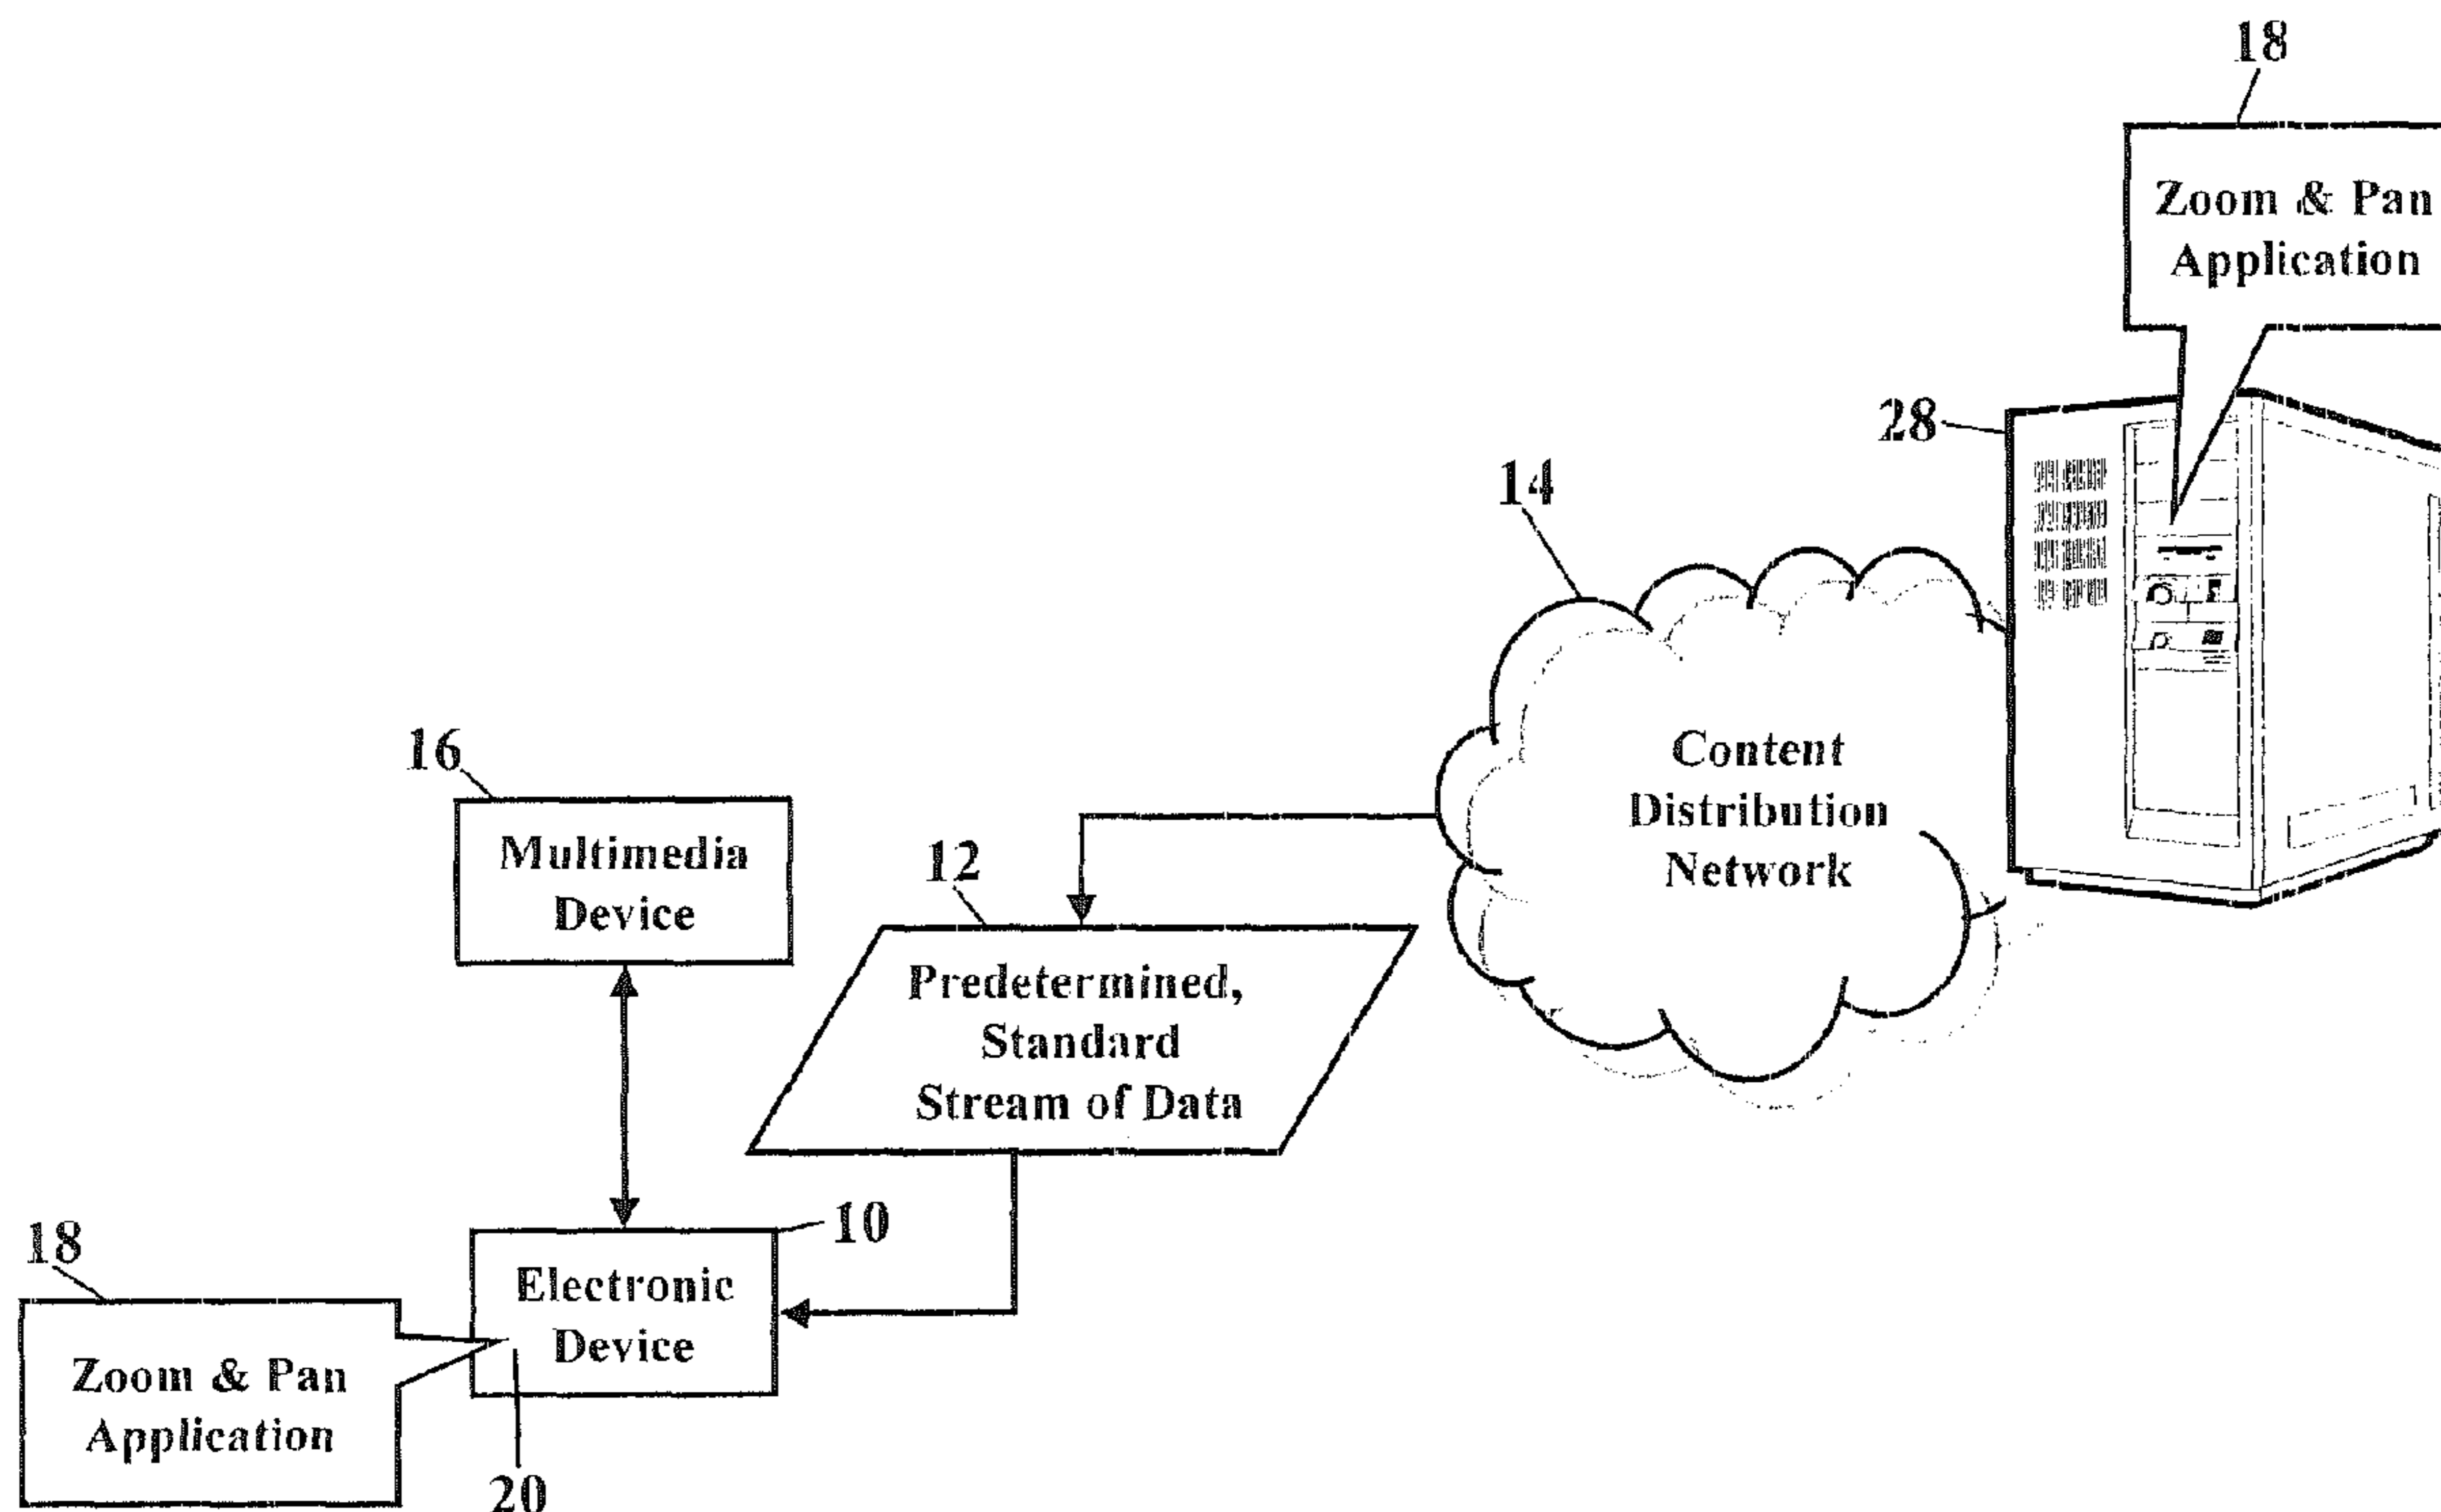 18
Zoom & Pan
Application
28
14
Content
Distribution
Network
16
Multimedia
Device
12
Predetermined,
Standard
Stream of Data
10
Electronic
Device
18
Zoom & Pan
Application
20